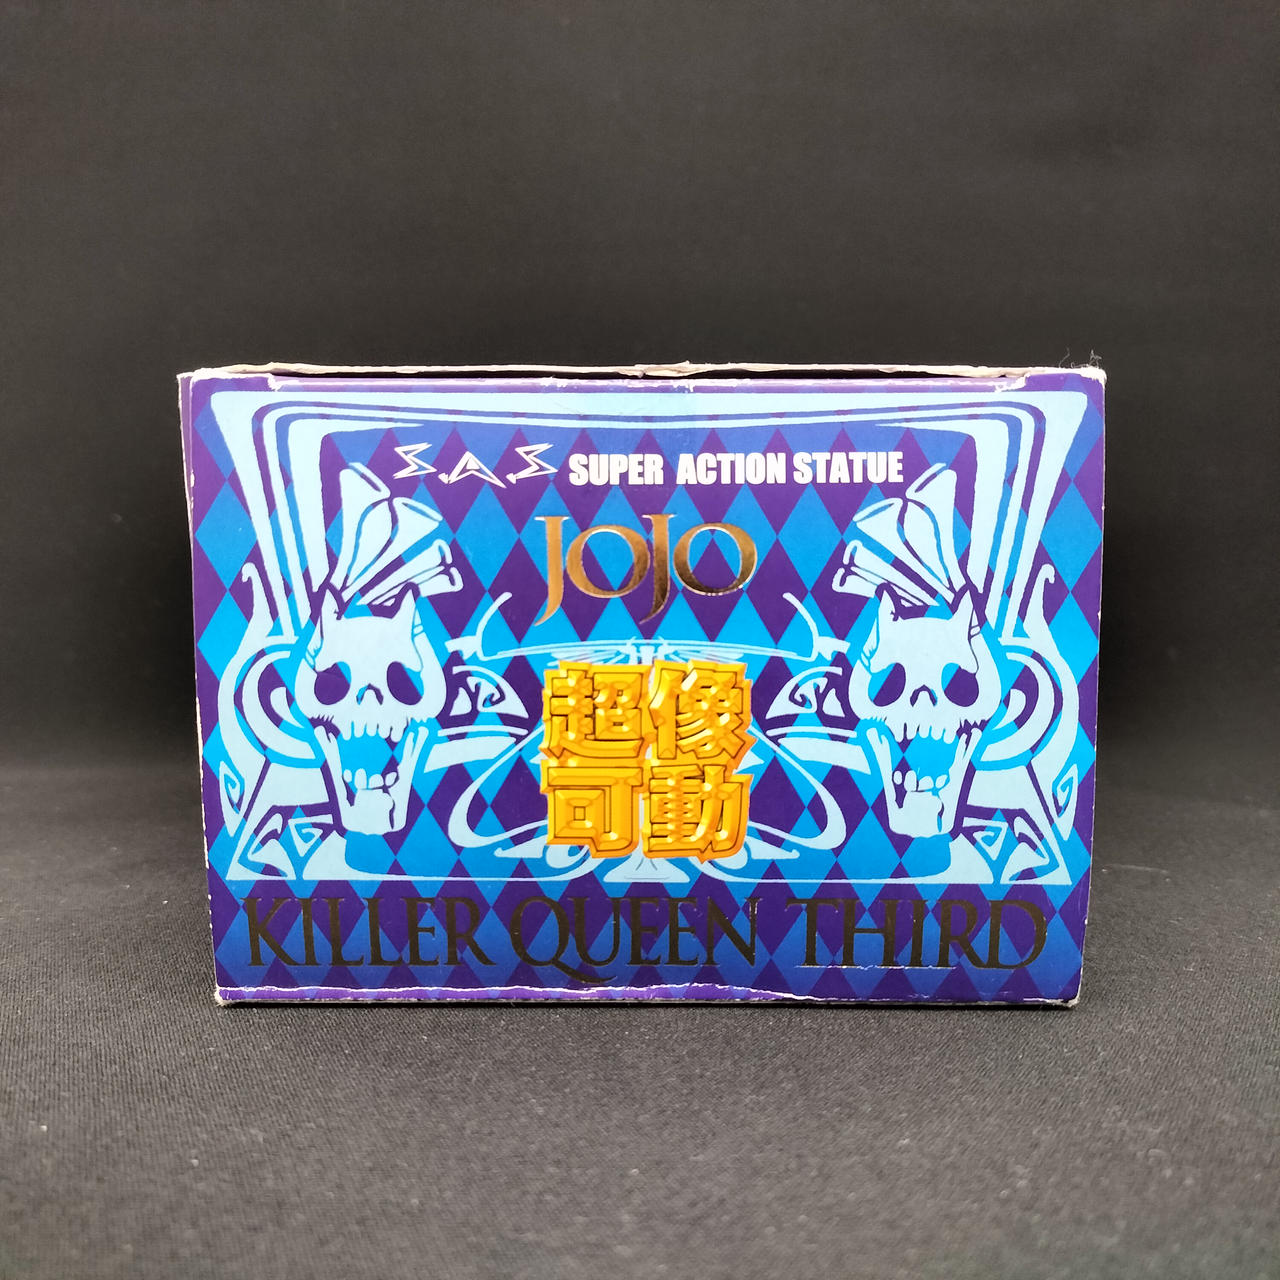 S.A.S SUPER ACTION STATUE
JOJO
超像
可動
KILLER QUEEN THIRD